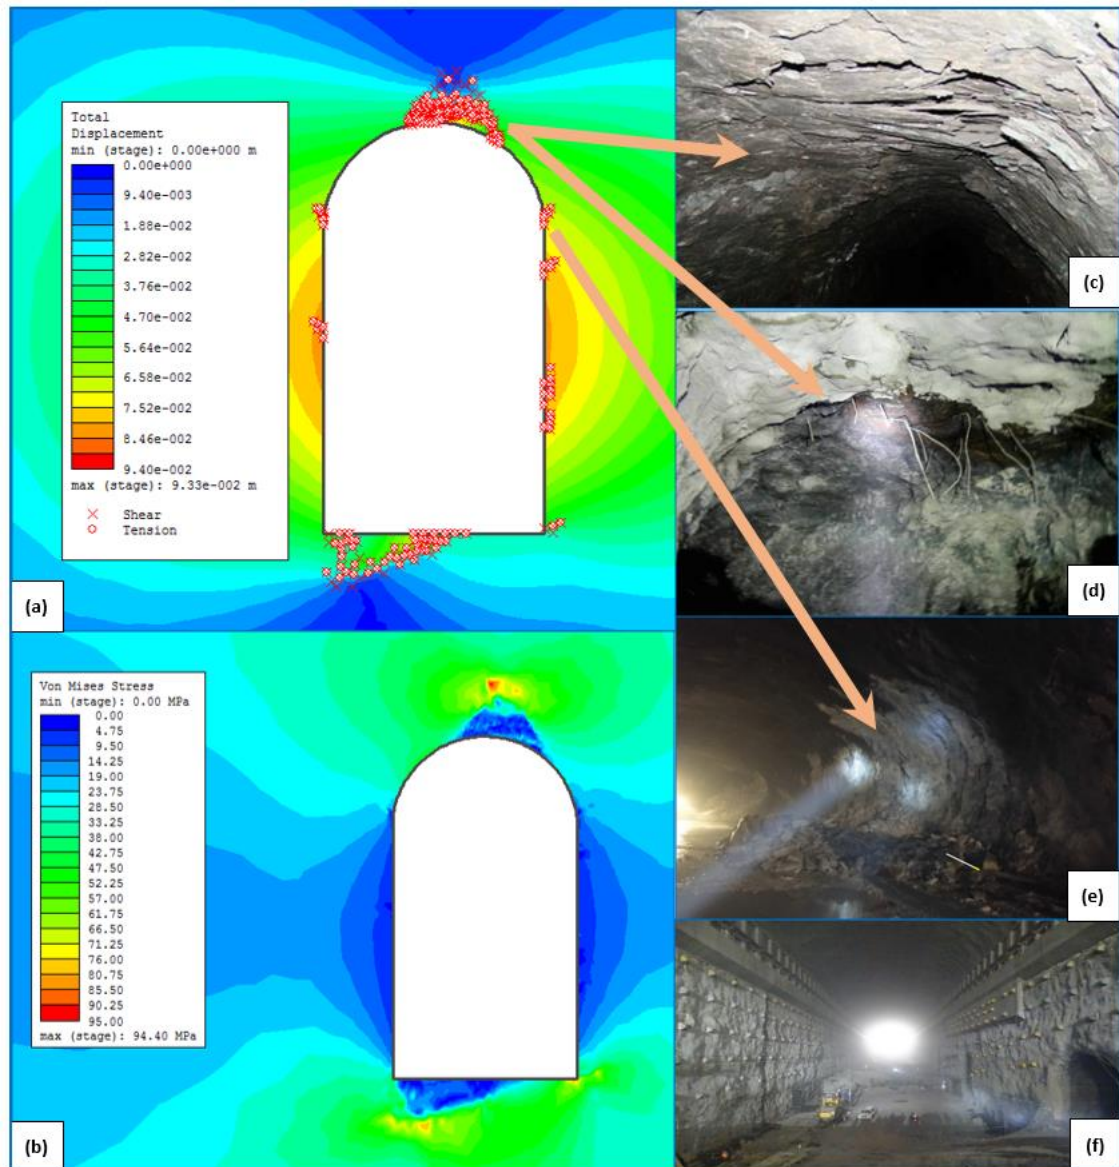 Total
Displacement
min (stage): 0.00e+000 m
0.00e+000
9.40e-003
1.88e-002
2.82e-002
3.76e-002
4.70e-002
5.64e-002
6.58e-002
7.52e-002
8.46e-002
9.40e-002
max (stage): 9.33e-002 m
Shear
Tension
(a)
(c)
(d)
Von Mises Stress
min (stage): 0.00 MPa
0.00
4.75
9.50
14.25
19.00
23.75
28.50
33.25
38.00
42.75
47.50
52.25
57.00
61.75
66.50
71.25
76.00
80.75
85.50
90.25
95.00
max (stage): 94.40 MPa
(b)
(e)
(f)